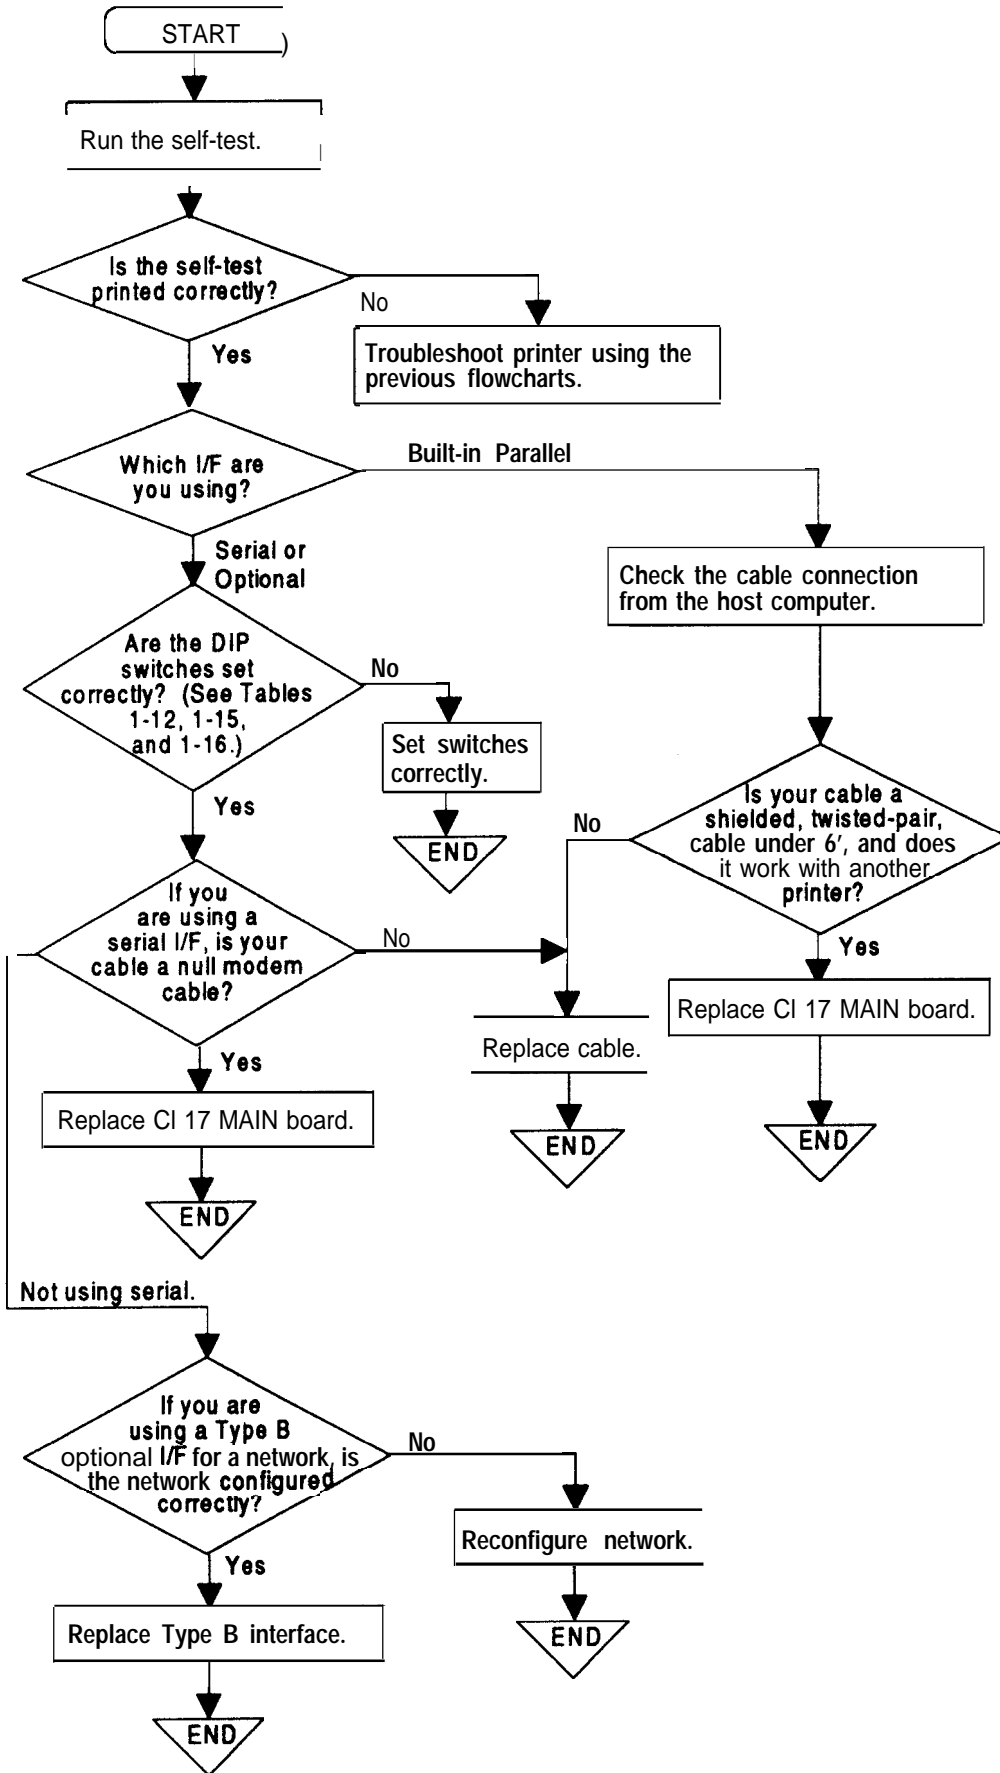 START
Run the self-test.
Is the self-test
printed correctly?
No
Yes
Troubleshoot printer using the
previous flowcharts.
Which I/F are
you using?
Built-in Parallel
Serial or
Optional
Check the cable connection
from the host computer.
Are the DIP
switches set
correctly? (See Tables
1-12, 1-15,
and 1-16.)
No
Set switches
correctly.
END
Yes
Is your cable a
shielded, twisted-pair,
cable under 6', and does
it work with another
printer?
No
Yes
If you
are using a
serial I/F, is your
cable a null modem
cable?
No
Yes
Replace cable.
END
Replace CI 17 MAIN board.
END
Replace CI 17 MAIN board.
END
Not using serial.
If you are
using a Type B
optional I/F for a network, is
the network configured
correctly?
No
Reconfigure network.
END
Yes
Replace Type B interface.
END